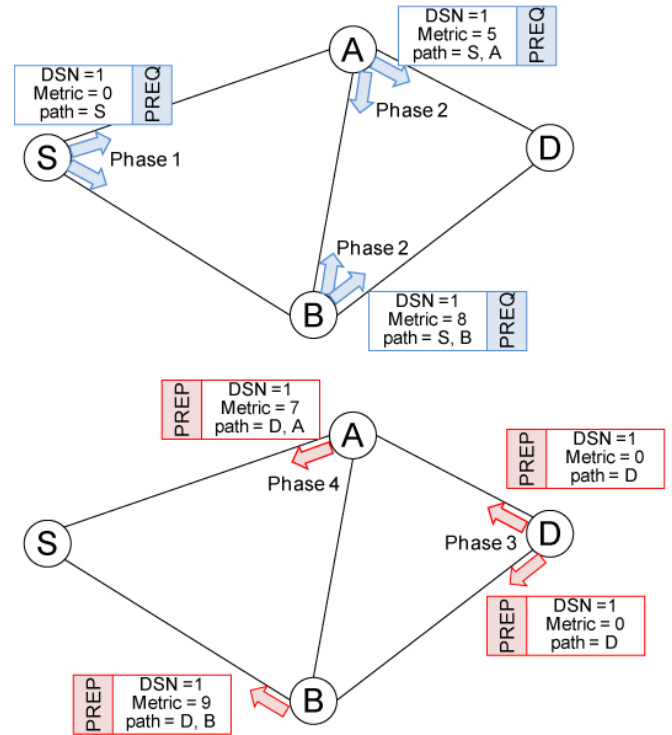 DSN =1
Metric = 5
path = S, A
PREQ
A
DSN =1
Metric = 0
path = S
PREQ
Phase 2
S
Phase 1
D
Phase 2
B
DSN =1
Metric = 8
path = S, B
PREQ
PREP
DSN =1
Metric = 7
path = D, A
A
PREP
DSN =1
Metric = 0
path = D
Phase 4
S
Phase 3
D
PREP
DSN =1
Metric = 0
path = D
PREP
DSN =1
Metric = 9
path = D, B
B